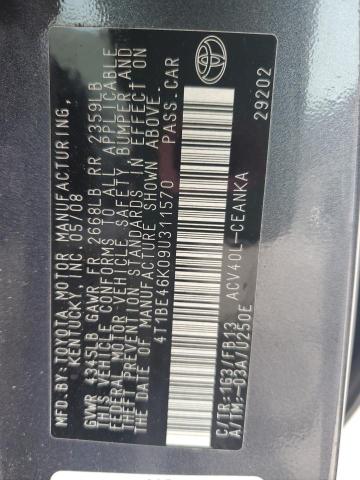 MFD.BY:TOYOTA MOTOR MANUFACTURING,
KENTUCKY, INC. 05/08
GVWR 4345LB GAWR FR 2668LB RR 2359LB
THIS VEHICLE CONFORMS TO ALL APPLICABLE
FEDERAL MOTOR VEHICLE SAFETY BUMPER,AND
THEFT PREVENTION STANDARDS IN EFFECT ON
THE DATE OF MANUFACTURE SHOWN ABOVE.
4T1BE46K09U311570 PASS.CAR
C/TR:1G3/FB13 ACV40L-CEANKA
A/TM:-03A/U250E
TOYOTA
29202